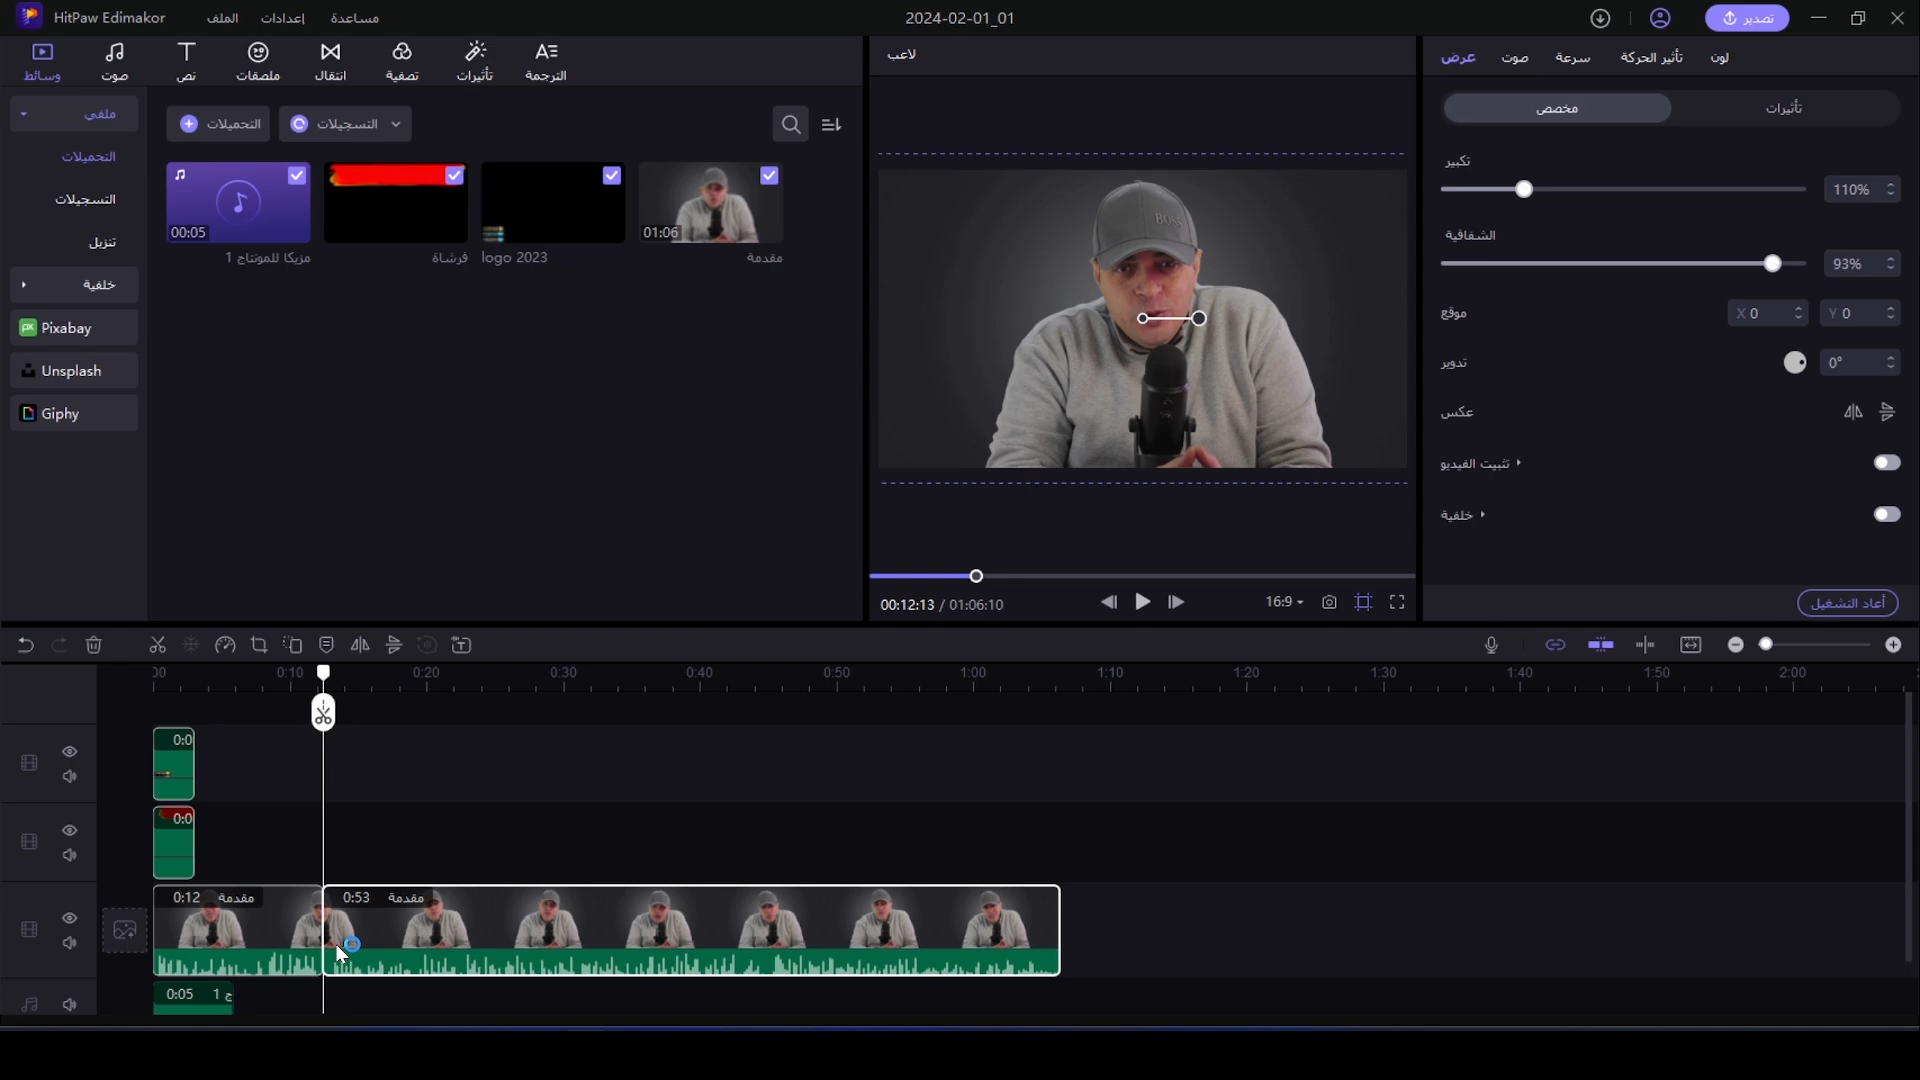 HitPaw Edimakor
الملف
إعدادات
مساعدة
2024-02-01_01
تصدير
وسائط
صوت
نص
ملصقات
انتقال
تصفية
تأثيرات
الترجمة
لاعب
عرض
صوت
سرعة
تأثير الحركة
لون
ملفي
التحميلات
التسجيلات
تنزيل
خلفية
Pixabay
Unsplash
Giphy
التحميلات
التسجيلات
00:05
01:06
مزيكا للمونتاج 1
فرشاة
logo 2023
مقدمة
BOSS
00:12:13 / 01:06:10
16:9
مخصص
تأثيرات
تكبير
110%
الشفافية
93%
موقع
X 0
Y 0
تدوير
0°
عكس
تثبيت الفيديو
خلفية
أعاد التشغيل
0:10
0:20
0:30
0:40
0:50
1:00
1:10
1:20
1:30
1:40
1:50
2:00
0:0
0:0
0:12 مقدمة
0:53 مقدمة
0:05